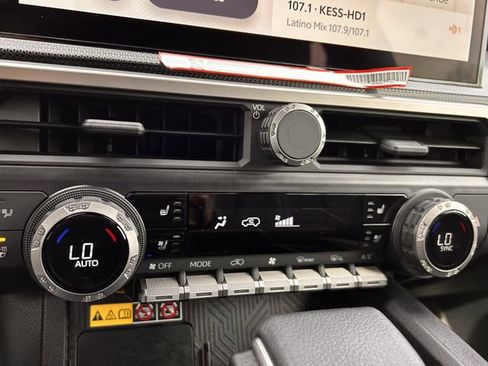 107.1 · KESS-HD1
Latino Mix 107.9/107.1
VOL
LO
AUTO
LO
SYNC
OFF
MODE
A/C